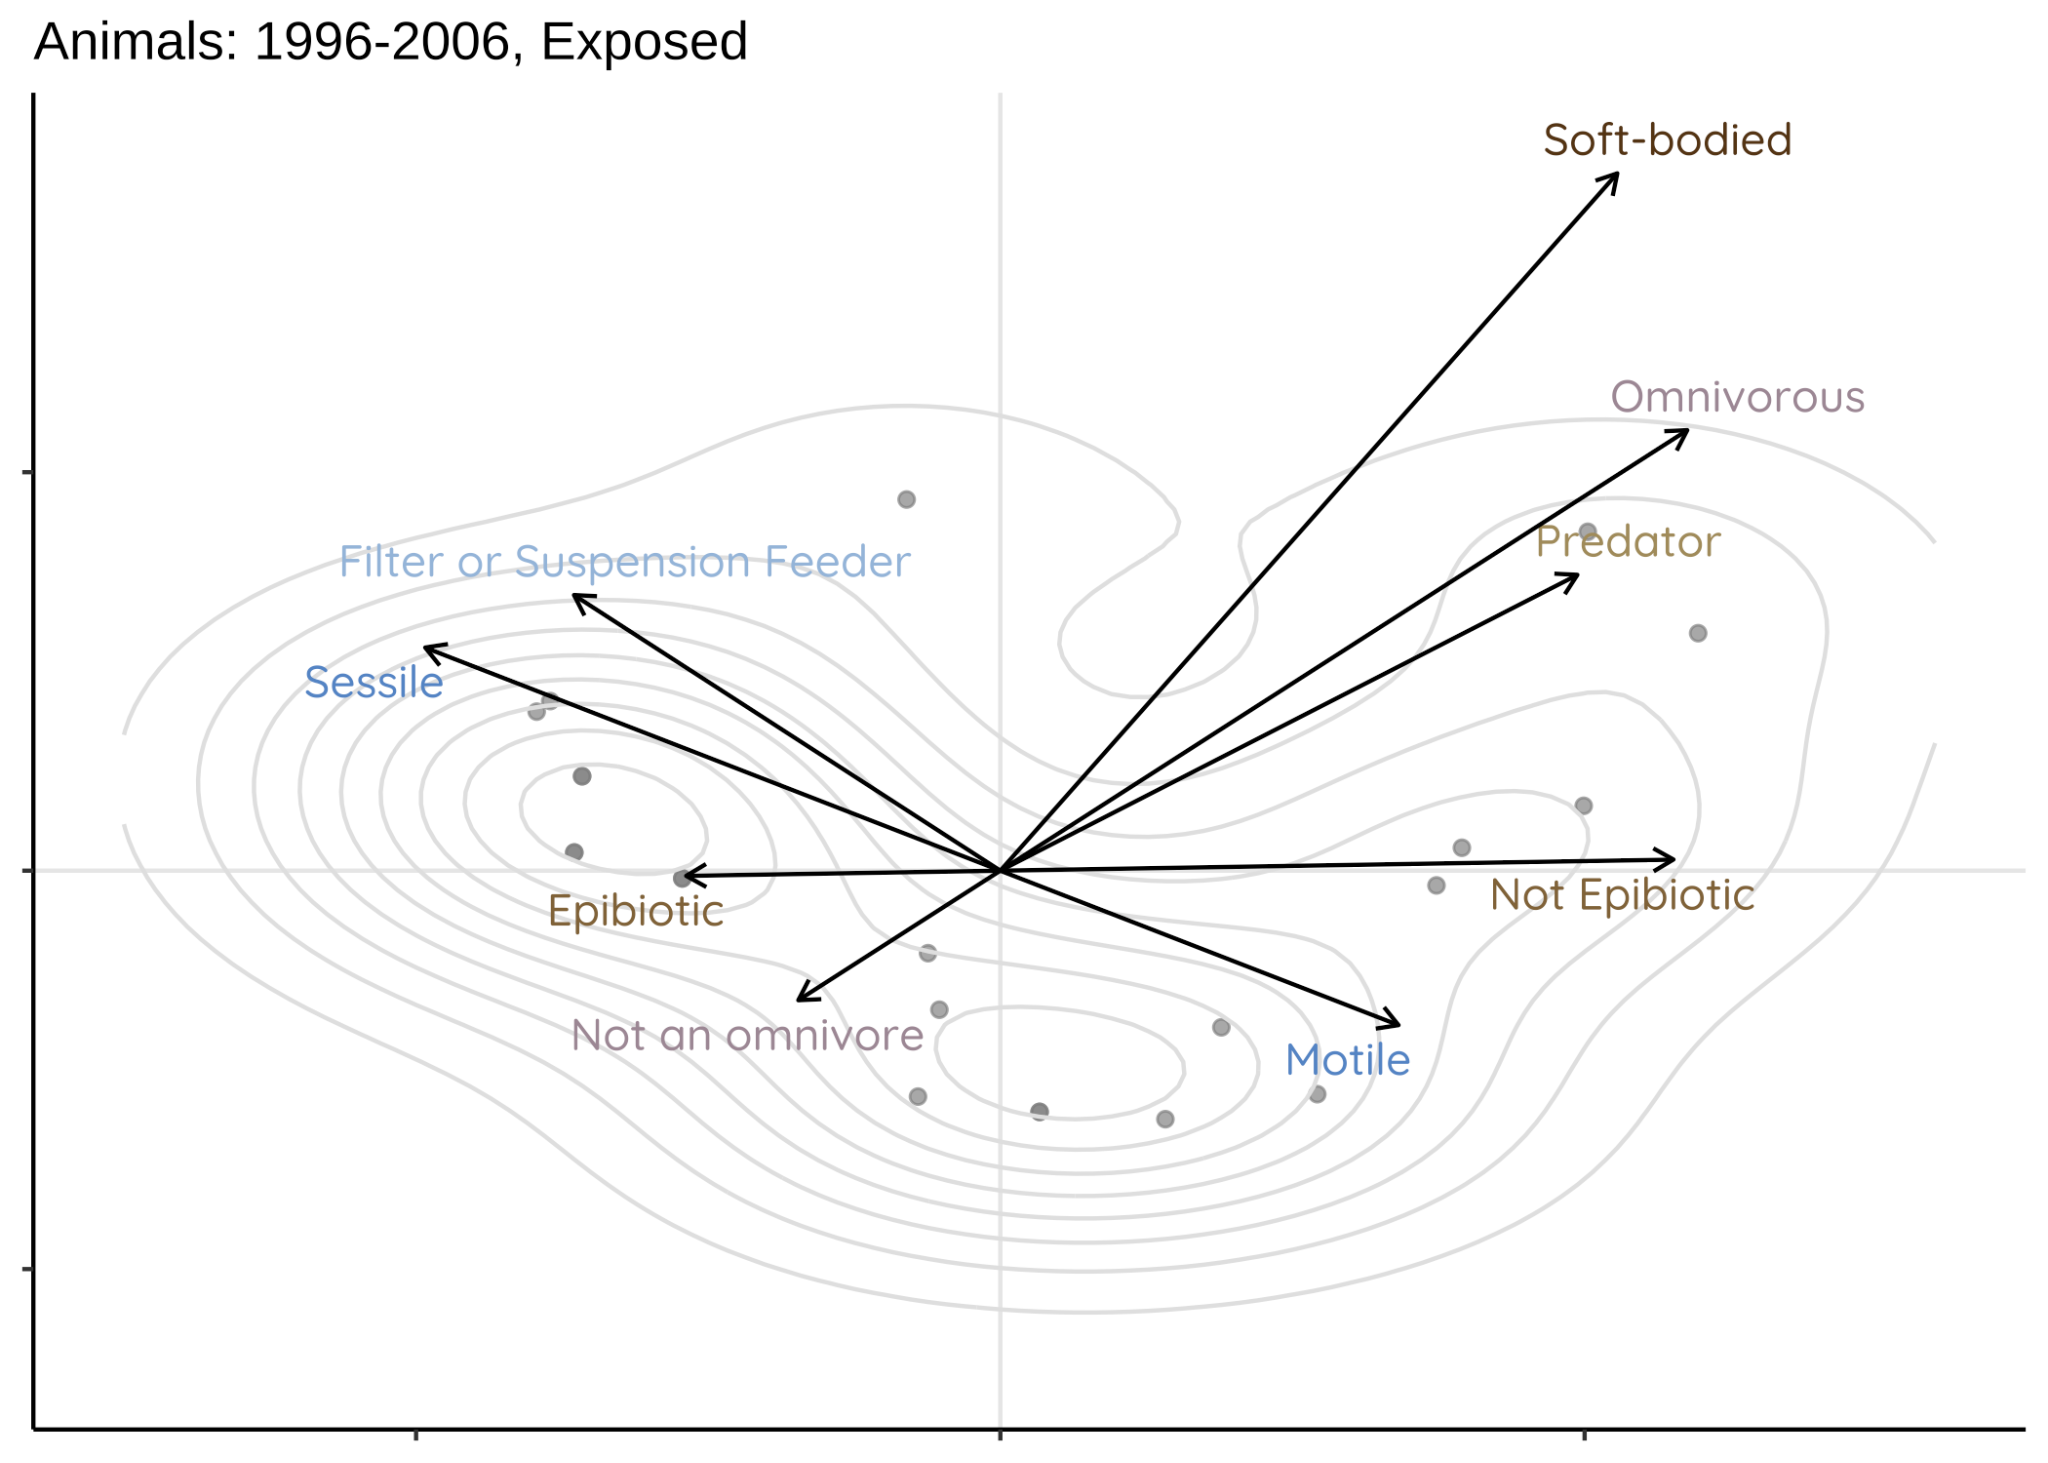 Animals: 1996-2006, Exposed
Soft-bodied
Omnivorous
Predator
Filter or Suspension Feeder
Sessile
Not Epibiotic
Epibiotic
Not an omnivore
Motile